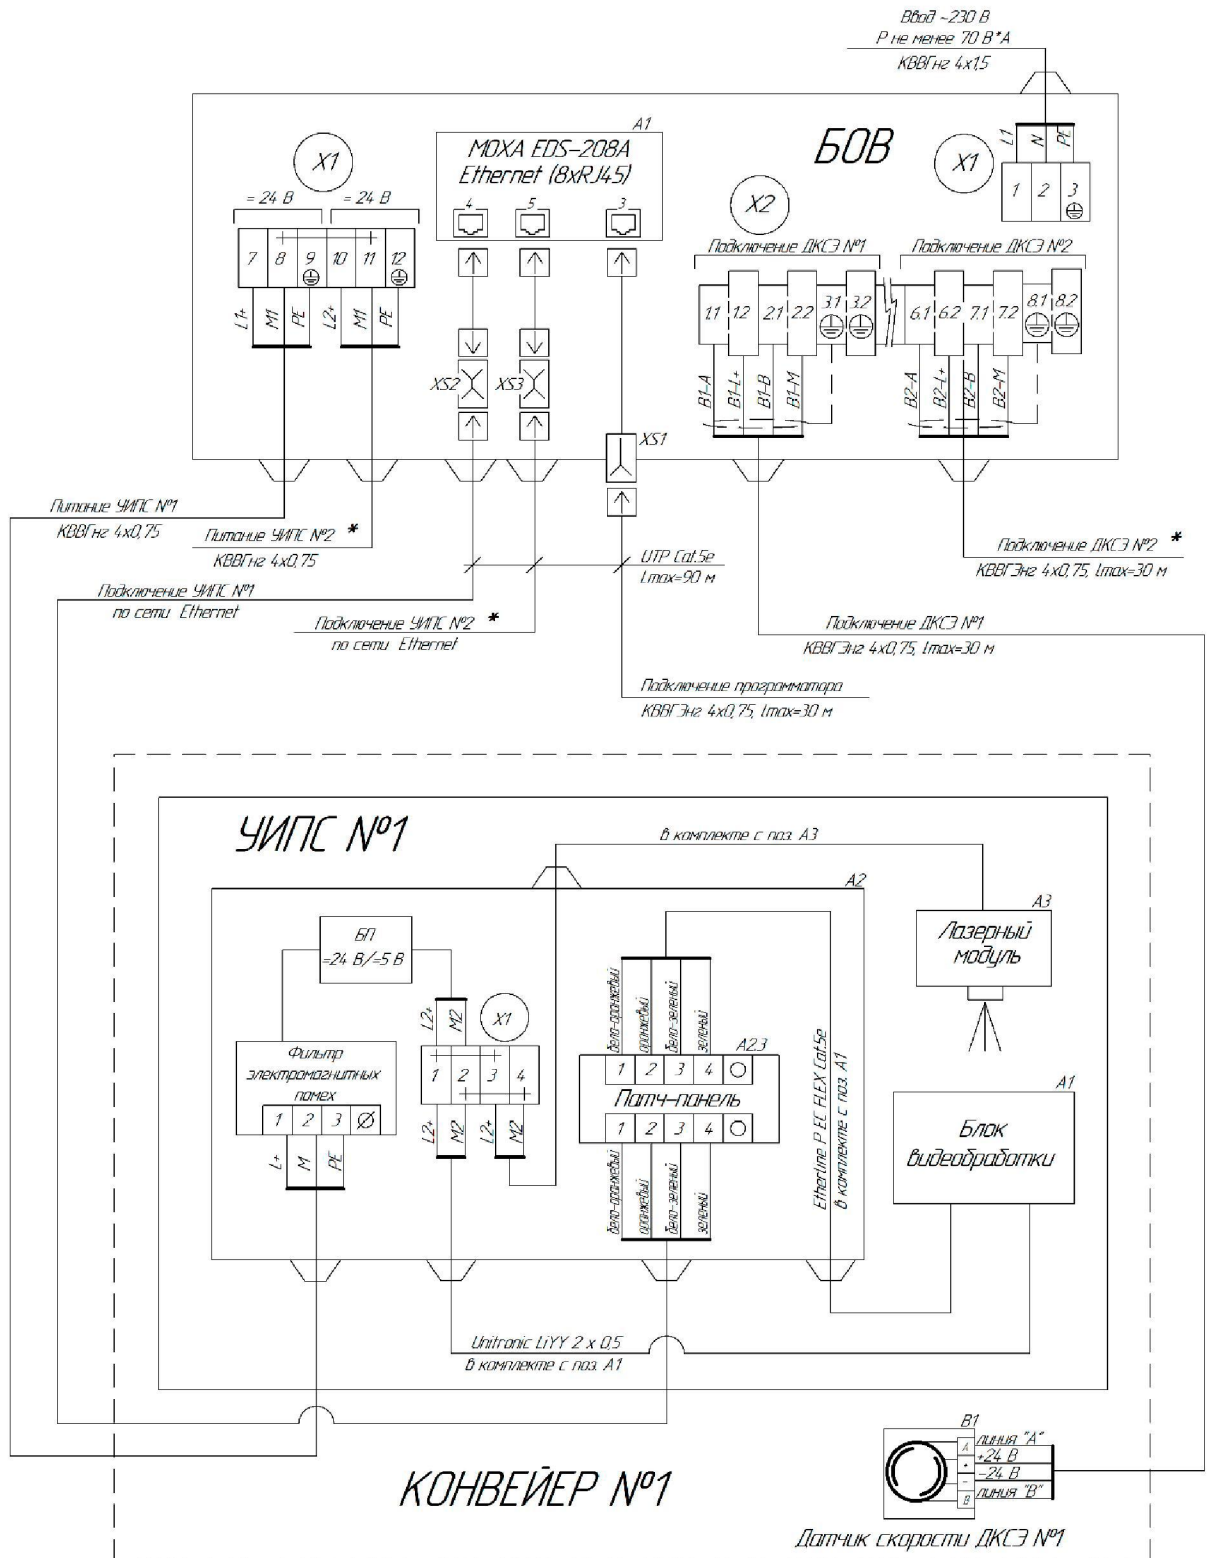 Ввод ~230 В
Р не менее 70 В*А
КВВГнг 4х1,5
БОВ
X1
= 24 В
= 24 В
7 8 9 10 11 12
L1+ M1 PE L2+ M1 PE
A1
MOXA EDS-208A
Ethernet (8xRJ45)
4 5 3
XS2
XS3
XS1
X2
X1
L1 N PE
1 2 3
Подключение ДКСЭ №1
Подключение ДКСЭ №2
1.1 1.2 2.1 2.2 3.1 3.2
6.1 6.2 7.1 7.2 8.1 8.2
B1-A B1-L+ B1-B B1-M
B2-A B2-L+ B2-B B2-M
Питание УИПС №1
КВВГнг 4х0,75
Питание УИПС №2 *
КВВГнг 4х0,75
UTP Cat.5e
Lmax=90 м
Подключение ДКСЭ №2 *
КВВГЭнг 4х0,75, lmax=30 м
Подключение УИПС №1
по сети Ethernet
Подключение УИПС №2 *
по сети Ethernet
Подключение ДКСЭ №1
КВВГЭнг 4х0,75, lmax=30 м
Подключение программатора
КВВГЭнг 4х0,75, lmax=30 м
УИПС №1
в комплекте с поз. А3
A2
БП
=24 В/=5 В
L2+ M2
X1
1 2 3 4
L2+ M2 L2+ M2
Фильтр
электромагнитных
помех
1 2 3
L+ M PE
бело-оранжевый
оранжевый
бело-зеленый
зеленый
A2.3
1 2 3 4
Патч-панель
1 2 3 4
бело-оранжевый
оранжевый
бело-зеленый
зеленый
Etherline P EC FLEX Cat.5e
в комплекте с поз. А1
A3
Лазерный
модуль
A1
Блок
видеобработки
Unitronic LiYY 2 x 0,5
в комплекте с поз. А1
КОНВЕЙЕР №1
B1
A линия "А"
+ +24 В
- -24 В
B линия "В"
Датчик скорости ДКСЭ №1